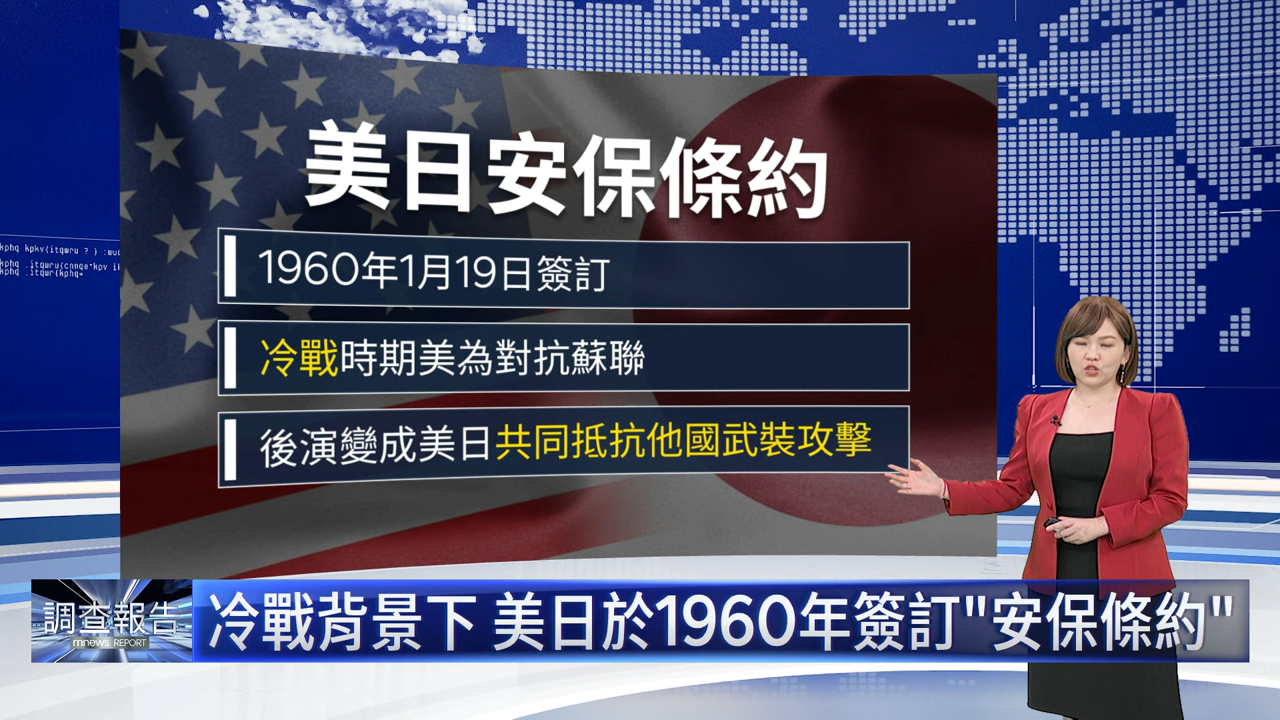 美日安保條約
1960年1月19日簽訂
冷戰時期美為對抗蘇聯
後演變成美日共同抵抗他國武裝攻擊
調查報告
mnews REPORT
冷戰背景下 美日於1960年簽訂"安保條約"